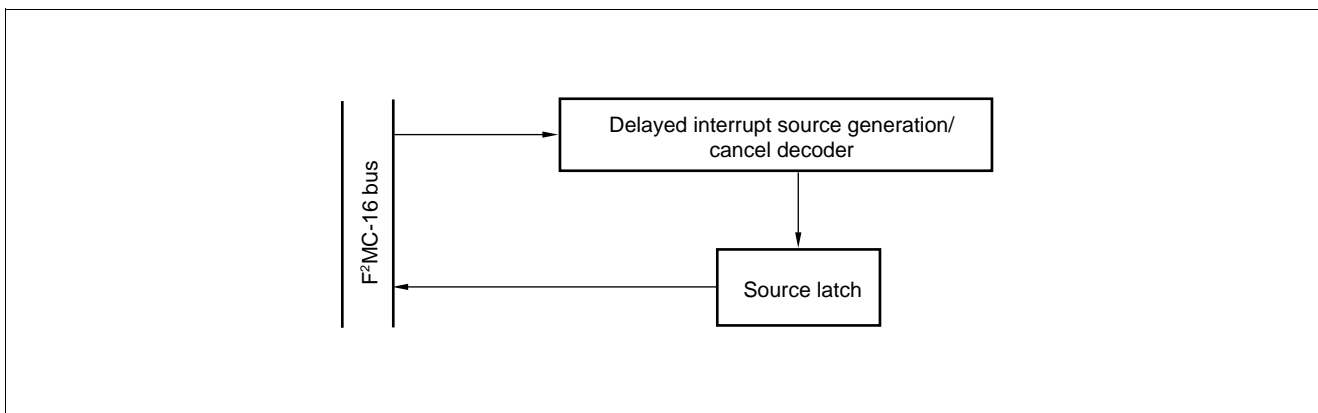 Delayed interrupt source generation/
cancel decoder
F²MC-16 bus
Source latch